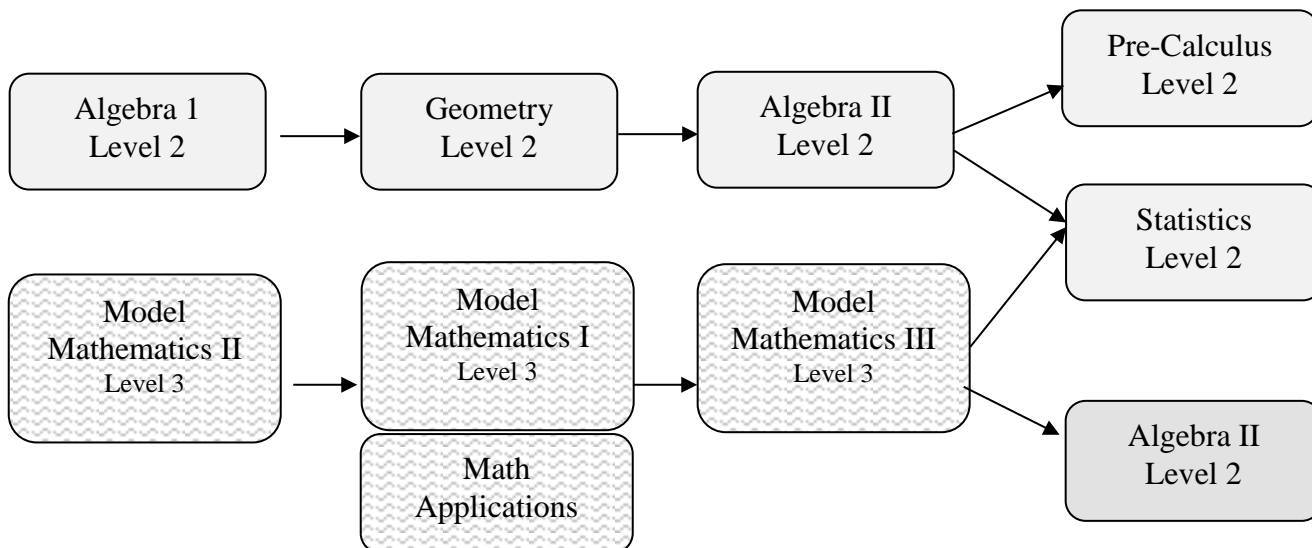 Pre-Calculus
Level 2
Algebra 1
Level 2
Geometry
Level 2
Algebra II
Level 2
Statistics
Level 2
Model
Mathematics II
Level 3
Model
Mathematics I
Level 3
Model
Mathematics III
Level 3
Algebra II
Level 2
Math
Applications